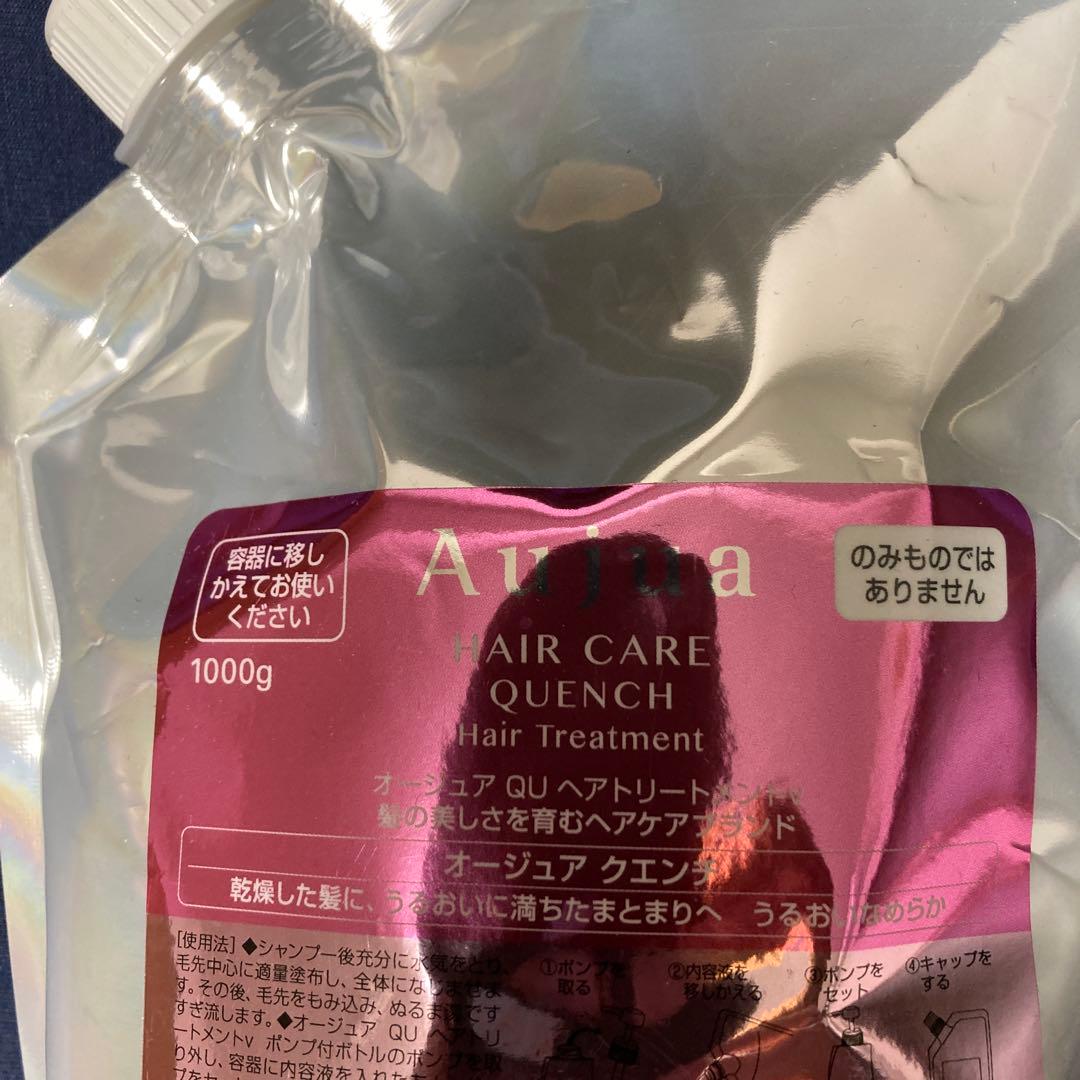 容器に移し
かえてお使い
ください
1000g
Aujua
のみものでは
ありません
HAIR CARE
QUENCH
Hair Treatment
オージュア QU ヘアトリートメントv
髪の美しさを育むヘアケアブランド
オージュア クエンチ
乾燥した髪に、うるおいに満ちたまとまりへ うるおいなめらか
[使用法] ◆シャンプー後充分に水気をとり、
毛先中心に適量塗布し、全体になじませま
す。その後、毛先をもみ込み、ぬるま湯です
すぎ流します。◆オージュア QU ヘアトリ
ートメントv ポンプ付ボトルのポンプを取
り外し、容器に内容液を入れた
①ポンプを
取る
②内容液を
移しかえる
③ポンプを
セット
④キャップを
する